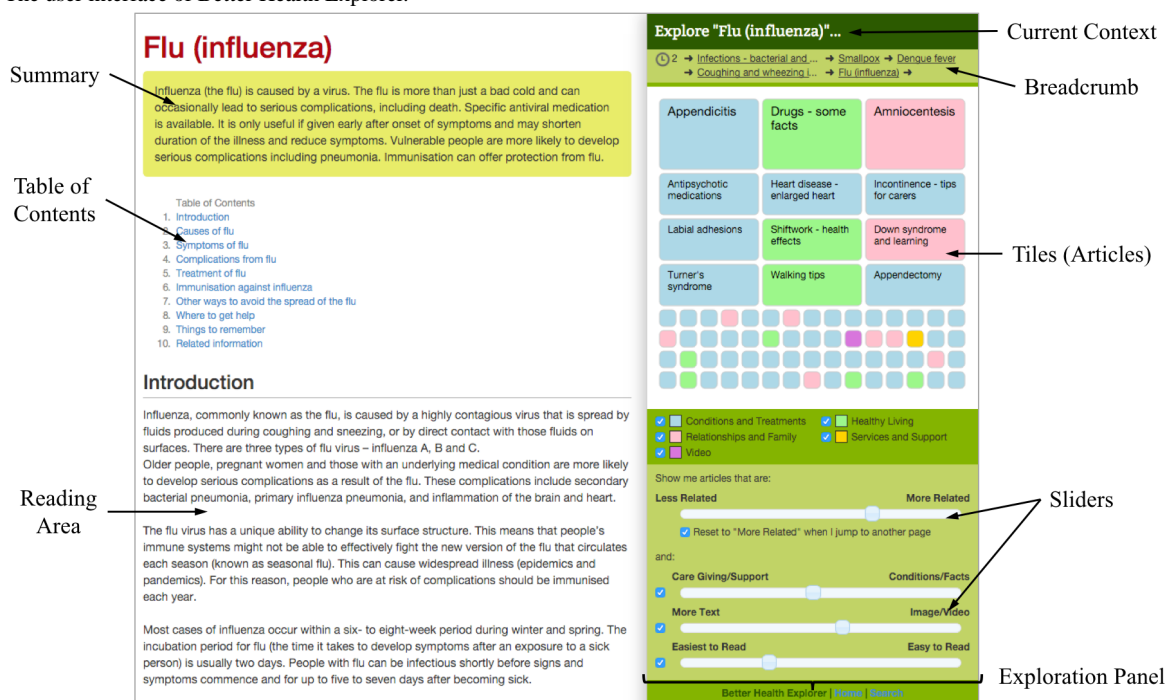 The user interface of Better Health Explorer.
Flu (influenza)
Summary
Influenza (the flu) is caused by a virus. The flu is more than just a bad cold and can
occasionally lead to serious complications, including death. Specific antiviral medication
is available. It is only useful if given early after onset of symptoms and may shorten
duration of the illness and reduce symptoms. Vulnerable people are more likely to develop
serious complications including pneumonia. Immunisation can offer protection from flu.
Table of
Contents
Table of Contents
1. Introduction
2. Causes of flu
3. Symptoms of flu
4. Complications from flu
5. Treatment of flu
6. Immunisation against influenza
7. Other ways to avoid the spread of the flu
8. Where to get help
9. Things to remember
10. Related information
Introduction
Influenza, commonly known as the flu, is caused by a highly contagious virus that is spread by
fluids produced during coughing and sneezing, or by direct contact with those fluids on
surfaces. There are three types of flu virus – influenza A, B and C.
Older people, pregnant women and those with an underlying medical condition are more likely
to develop serious complications as a result of the flu. These complications include secondary
bacterial pneumonia, primary influenza pneumonia, and inflammation of the brain and heart.
Reading
Area
The flu virus has a unique ability to change its surface structure. This means that people's
immune systems might not be able to effectively fight the new version of the flu that circulates
each season (known as seasonal flu). This can cause widespread illness (epidemics and
pandemics). For this reason, people who are at risk of complications should be immunised
each year.
Most cases of influenza occur within a six- to eight-week period during winter and spring. The
incubation period for flu (the time it takes to develop symptoms after an exposure to a sick
person) is usually two days. People with flu can be infectious shortly before signs and
symptoms commence and for up to five to seven days after becoming sick.
Explore "Flu (influenza)"...
Current Context
2 ➔ Infections - bacterial and ... ➔ Smallpox ➔ Dengue fever
➔ Coughing and wheezing i... ➔ Flu (influenza) ➔
Breadcrumb
Appendicitis
Drugs - some
facts
Amniocentesis
Antipsychotic
medications
Heart disease -
enlarged heart
Incontinence - tips
for carers
Labial adhesions
Shiftwork - health
effects
Down syndrome
and learning
Tiles (Articles)
Turner's
syndrome
Walking tips
Appendectomy
Conditions and Treatments
Healthy Living
Relationships and Family
Services and Support
Video
Show me articles that are:
Less Related
More Related
Sliders
Reset to "More Related" when I jump to another page
and:
Care Giving/Support
Conditions/Facts
More Text
Image/Video
Easiest to Read
Easy to Read
Exploration Panel
Better Health Explorer | Home | Search